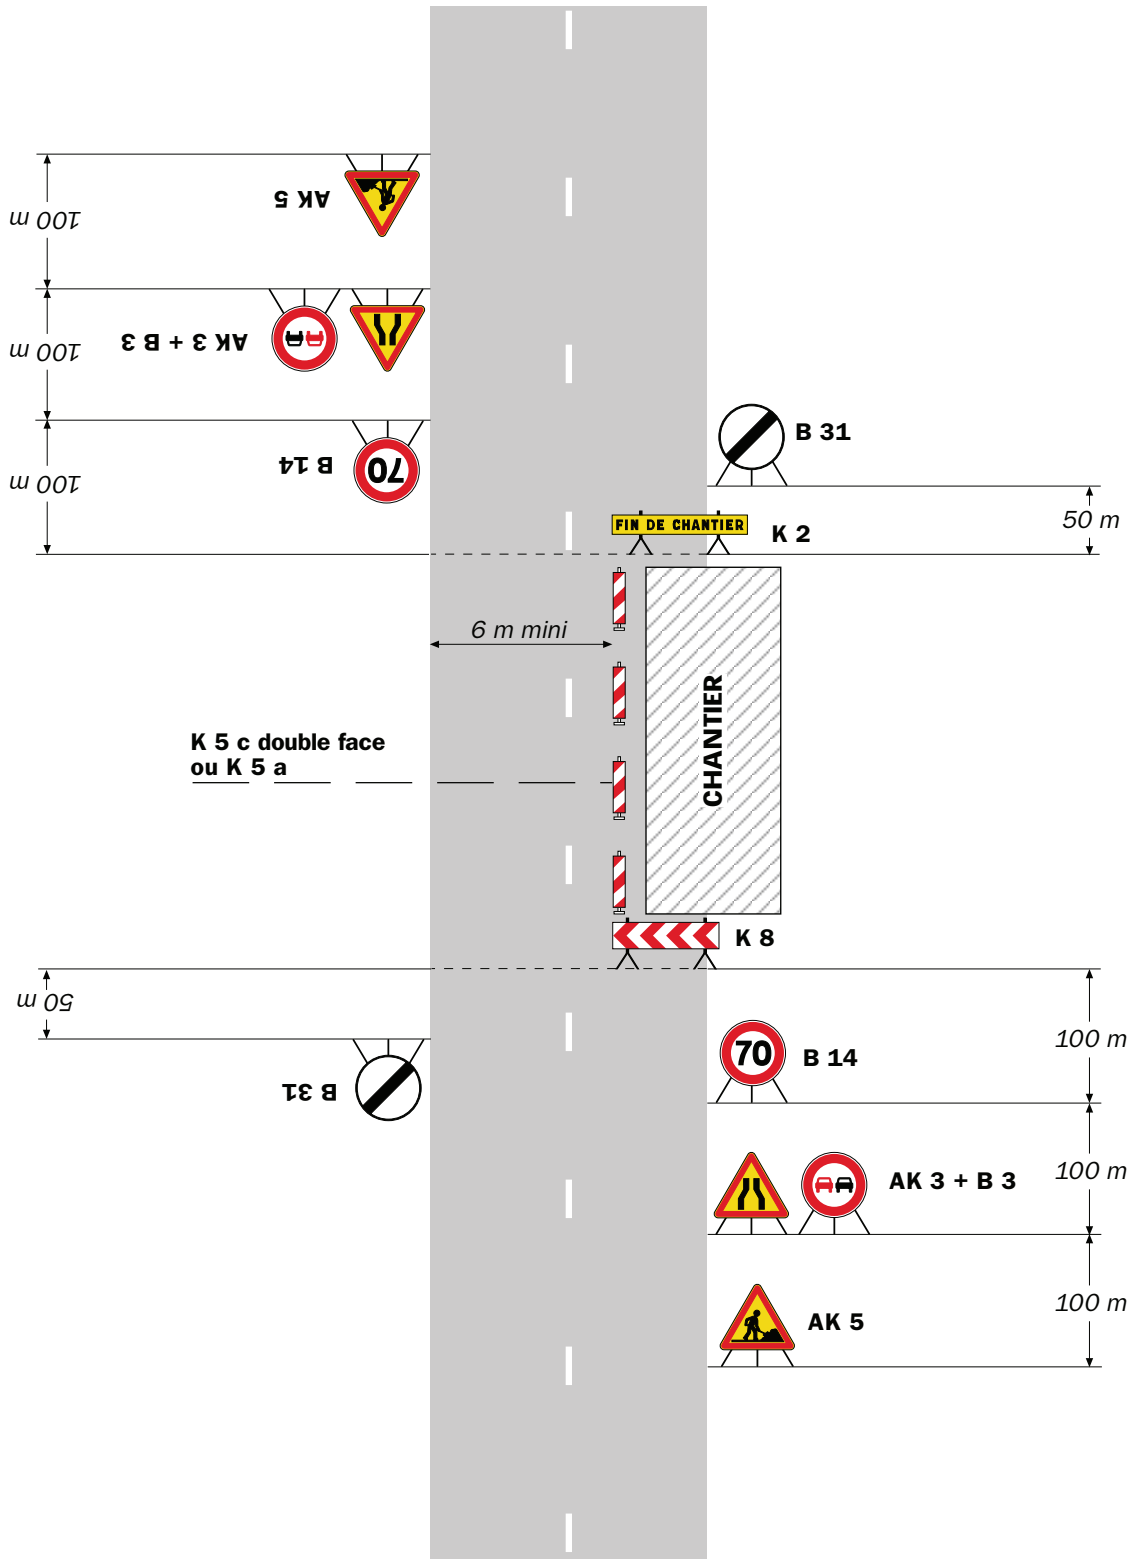 AK 5
100 m
AK 3 + B 3
100 m
B 14
70
100 m
B 31
50 m
FIN DE CHANTIER
K 2
6 m mini
CHANTIER
K 5 c double face
ou K 5 a
K 8
50 m
B 31
70
B 14
100 m
AK 3 + B 3
100 m
AK 5
100 m